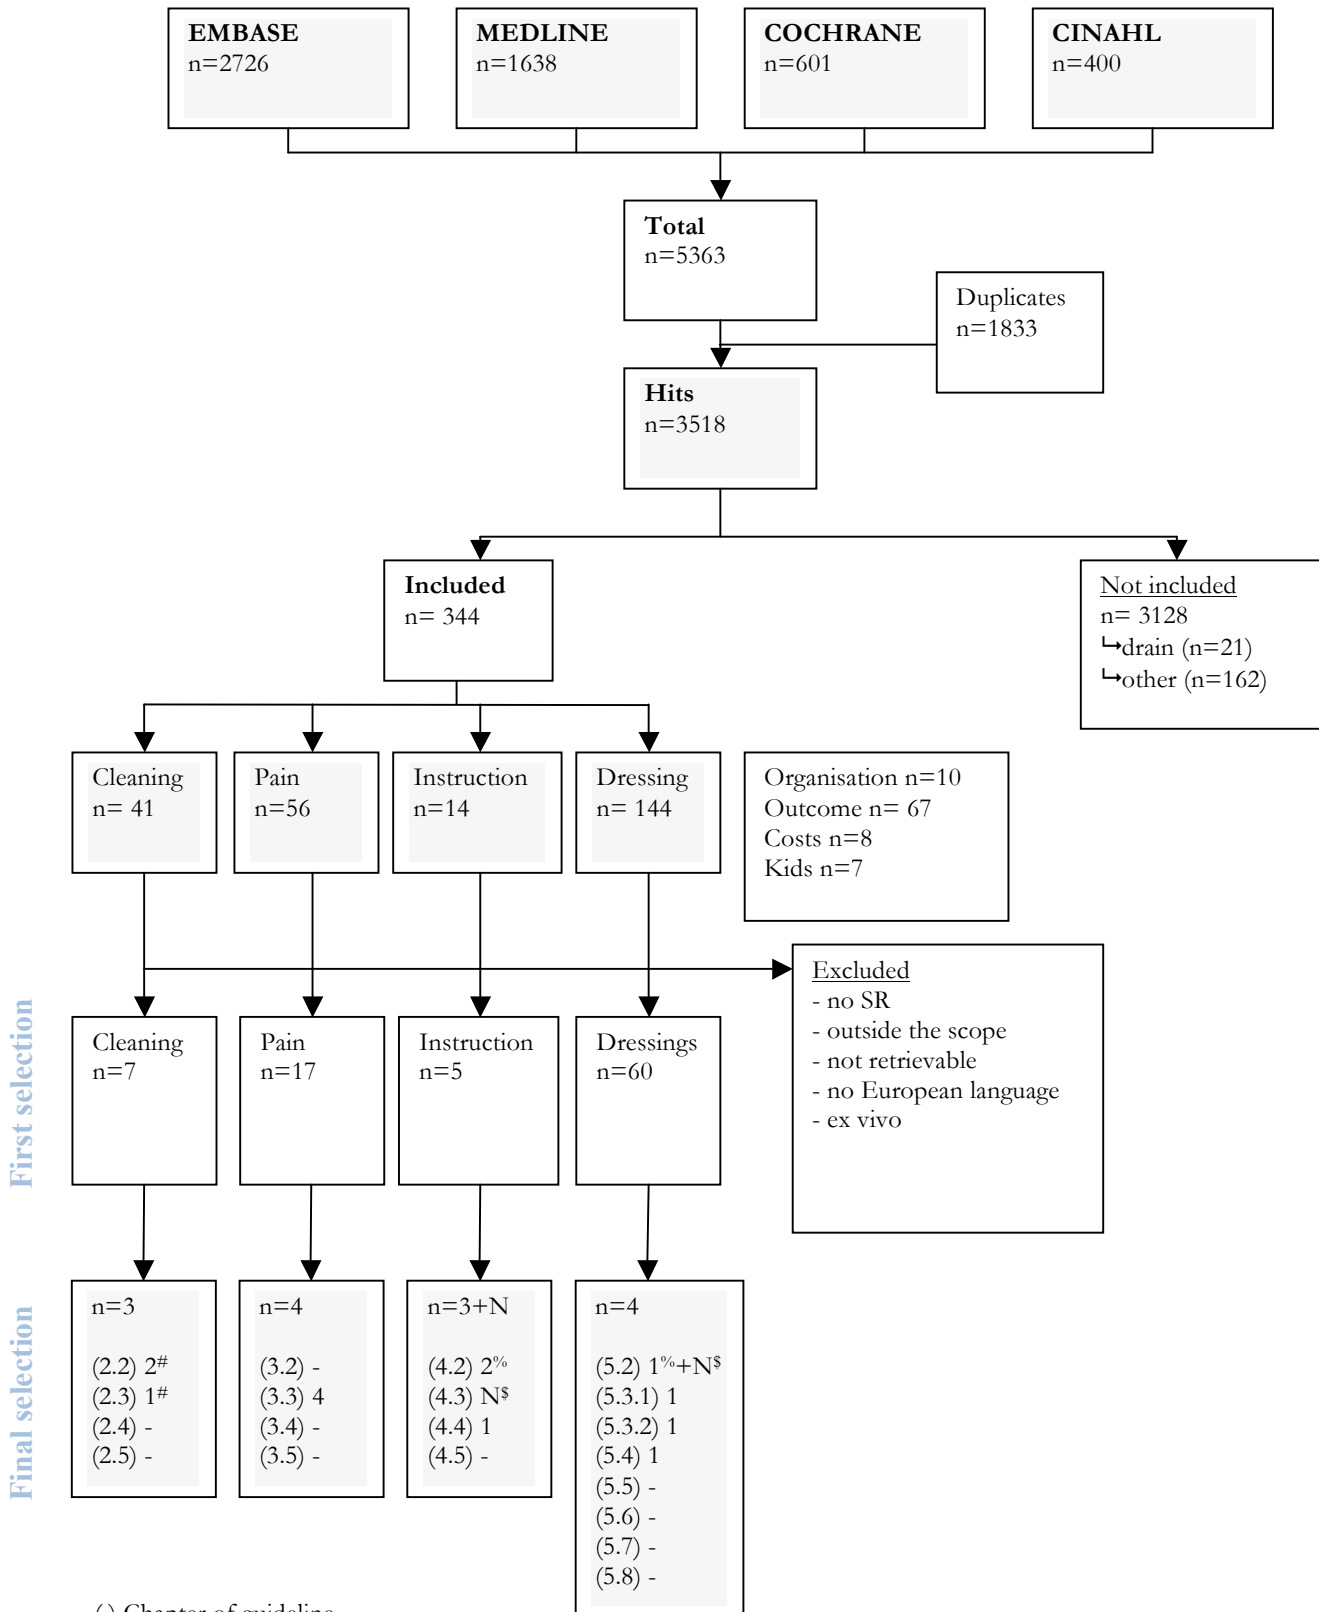 EMBASE
n=2726
MEDLINE
n=1638
COCHRANE
n=601
CINAHL
n=400
Total
n=5363
Duplicates
n=1833
Hits
n=3518
Included
n= 344
Not included
n= 3128
↳drain (n=21)
↳other (n=162)
Cleaning
n= 41
Pain
n=56
Instruction
n=14
Dressing
n= 144
Organisation n=10
Outcome n= 67
Costs n=8
Kids n=7
Excluded
- no SR
- outside the scope
- not retrievable
- no European language
- ex vivo
First selection
Cleaning
n=7
Pain
n=17
Instruction
n=5
Dressings
n=60
Final selection
n=3
(2.2) 2#
(2.3) 1#
(2.4) -
(2.5) -
n=4
(3.2) -
(3.3) 4
(3.4) -
(3.5) -
n=3+N
(4.2) 2%
(4.3) N$
(4.4) 1
(4.5) -
n=4
(5.2) 1%+N$
(5.3.1) 1
(5.3.2) 1
(5.4) 1
(5.5) -
(5.6) -
(5.7) -
(5.8) -
(.) Chapter of guideline